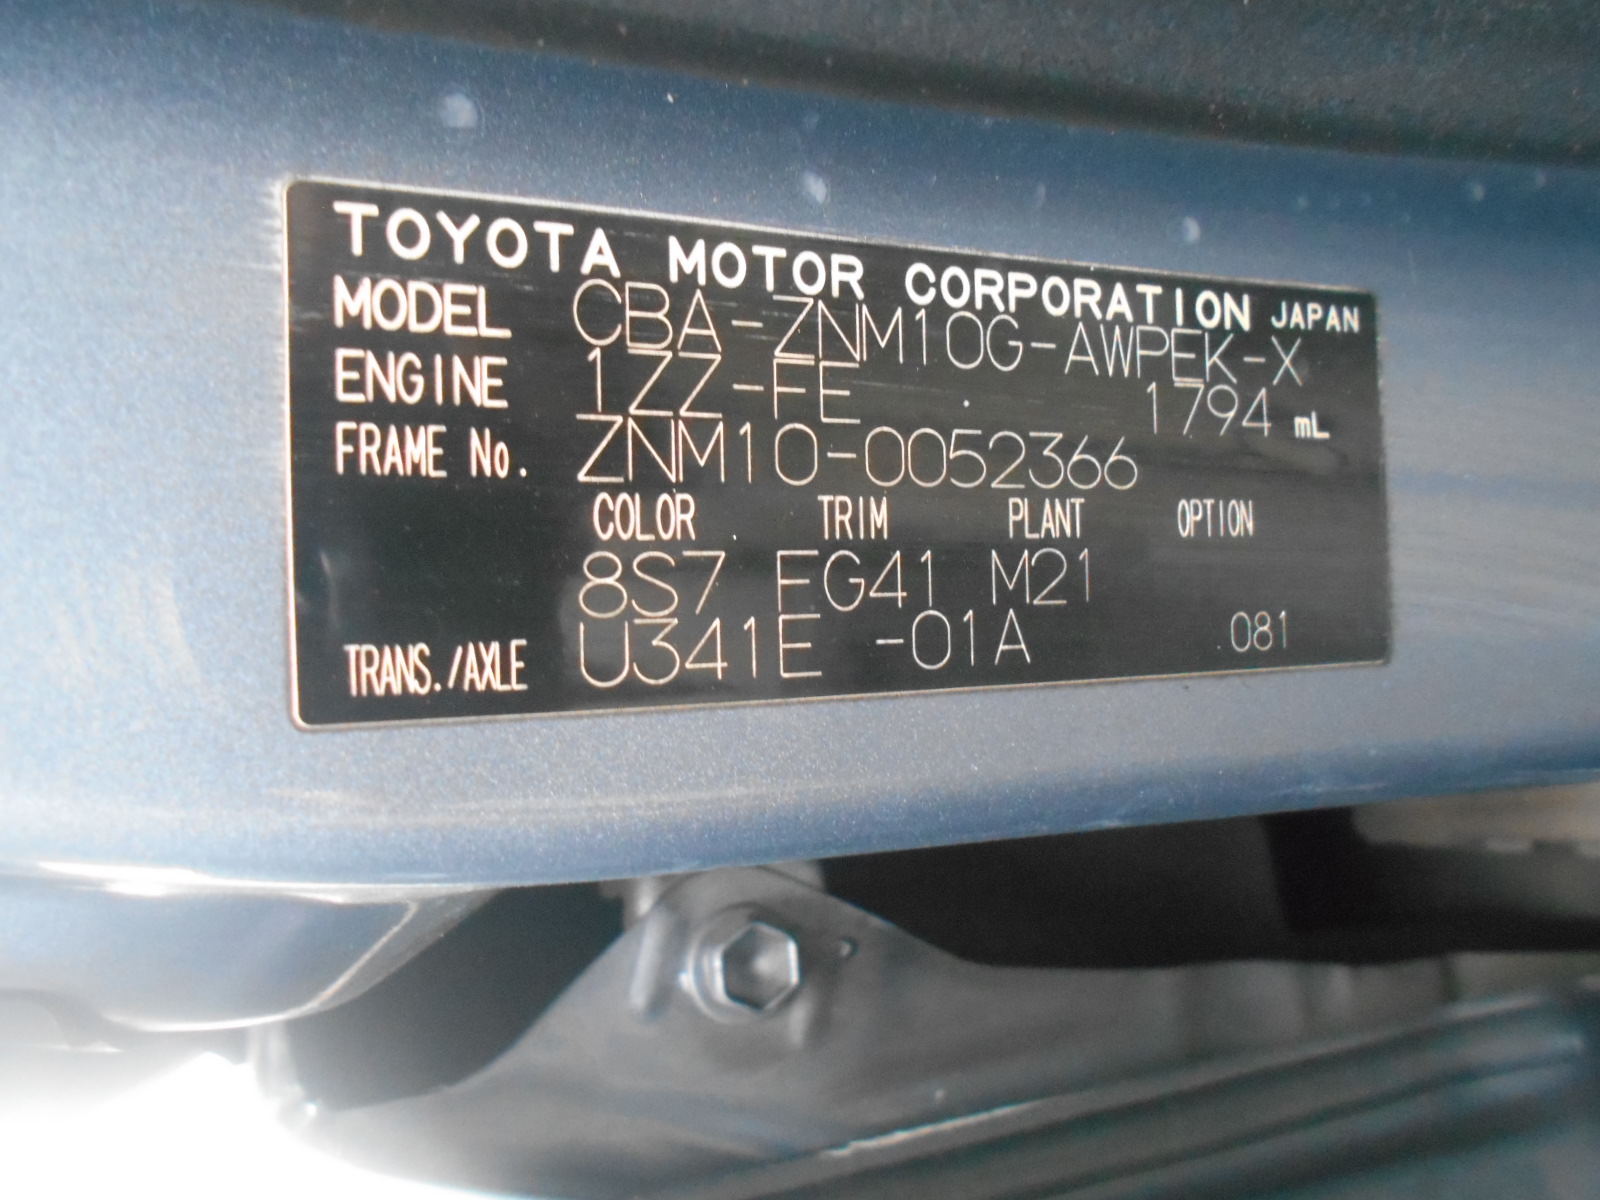 TOYOTA MOTOR CORPORATION JAPAN
MODEL CBA-ZNM10G-AWPEK-X
ENGINE 1ZZ-FE 1794 mL
FRAME No. ZNM10-0052366
COLOR TRIM PLANT OPTION
8S7 FG41 M21
TRANS./AXLE U341E -01A 081